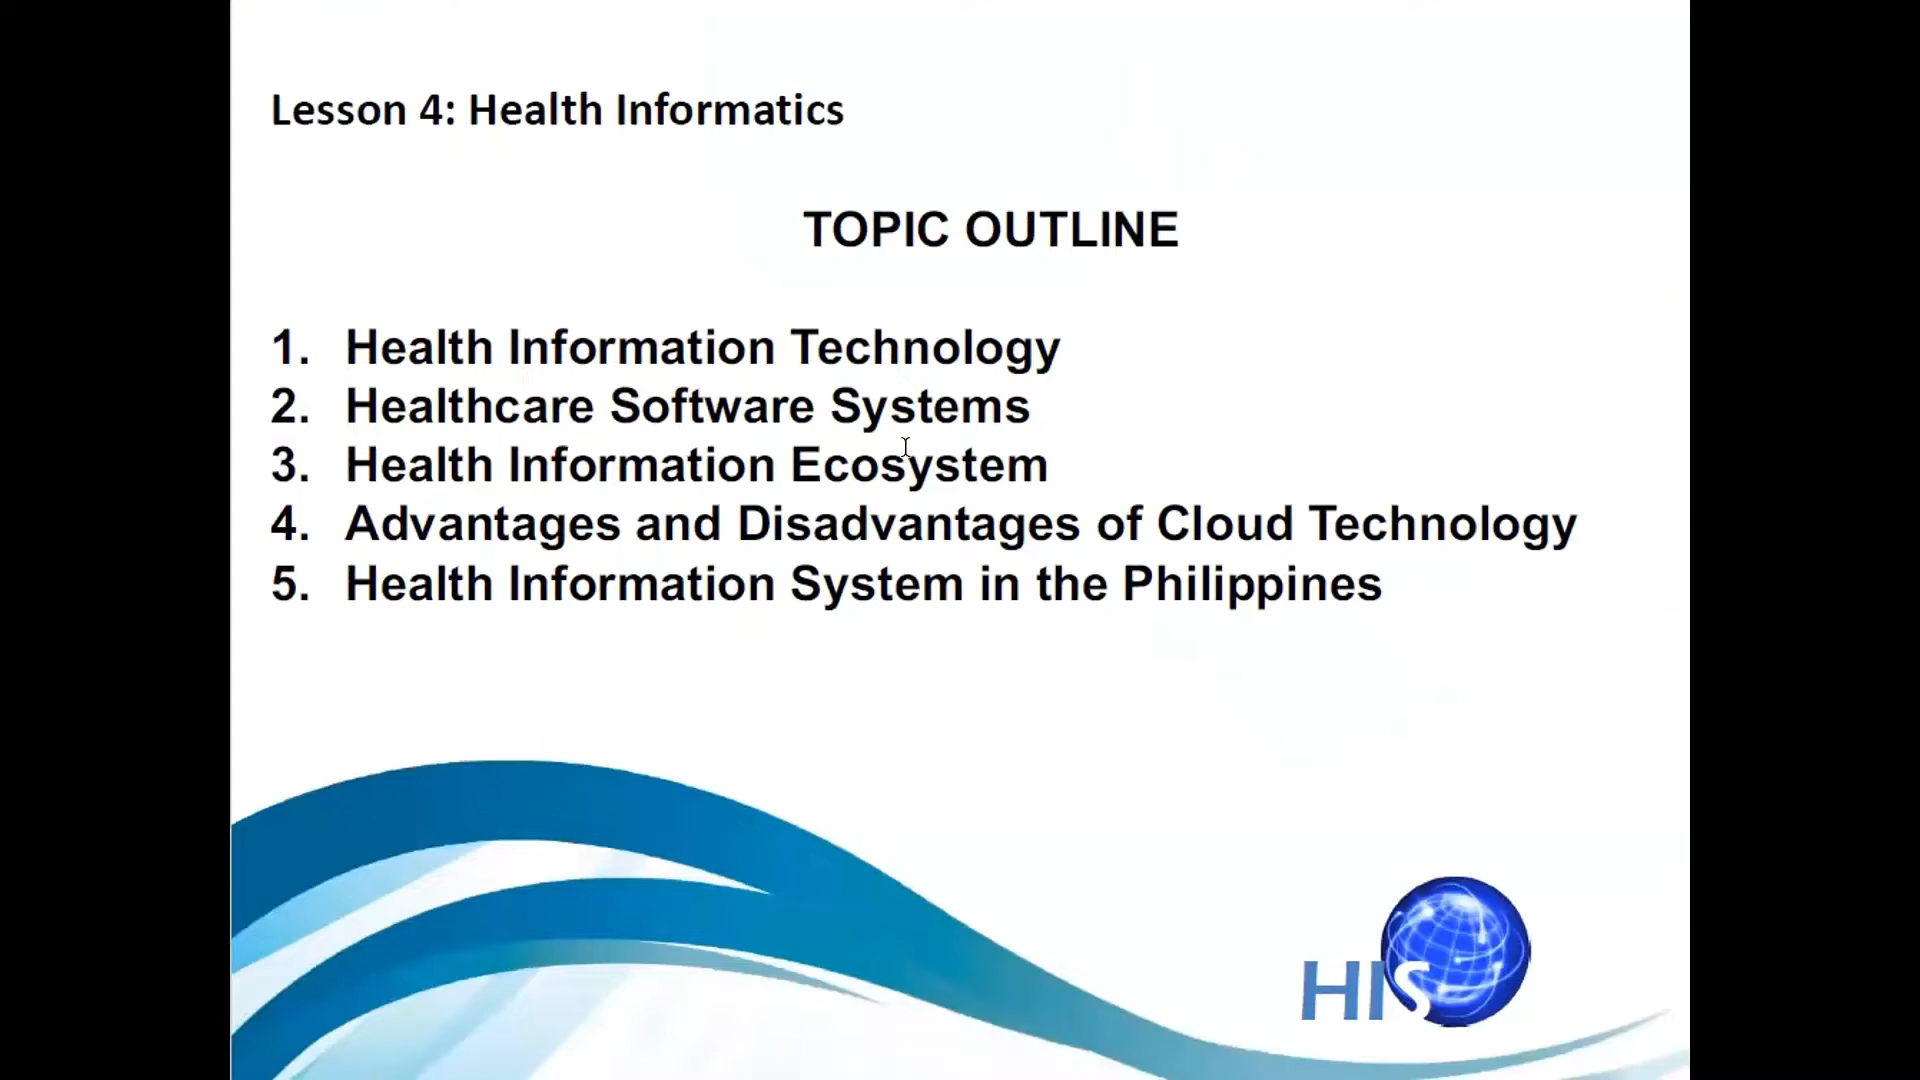 Lesson 4: Health Informatics
TOPIC OUTLINE
1. Health Information Technology
2. Healthcare Software Systems
3. Health Information Ecosystem
4. Advantages and Disadvantages of Cloud Technology
5. Health Information System in the Philippines
HIS